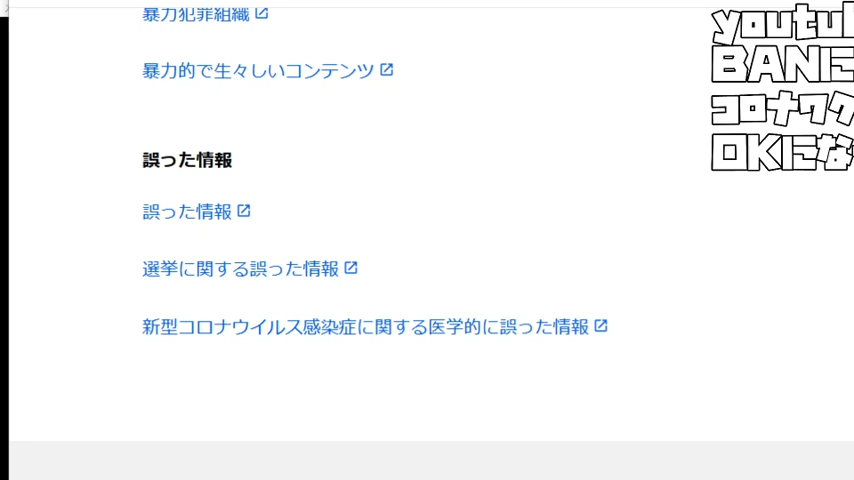 暴力犯罪組織
暴力的で生々しいコンテンツ
誤った情報
誤った情報
選挙に関する誤った情報
新型コロナウイルス感染症に関する医学的に誤った情報
youtu
BANに
コロナワク
OKにな